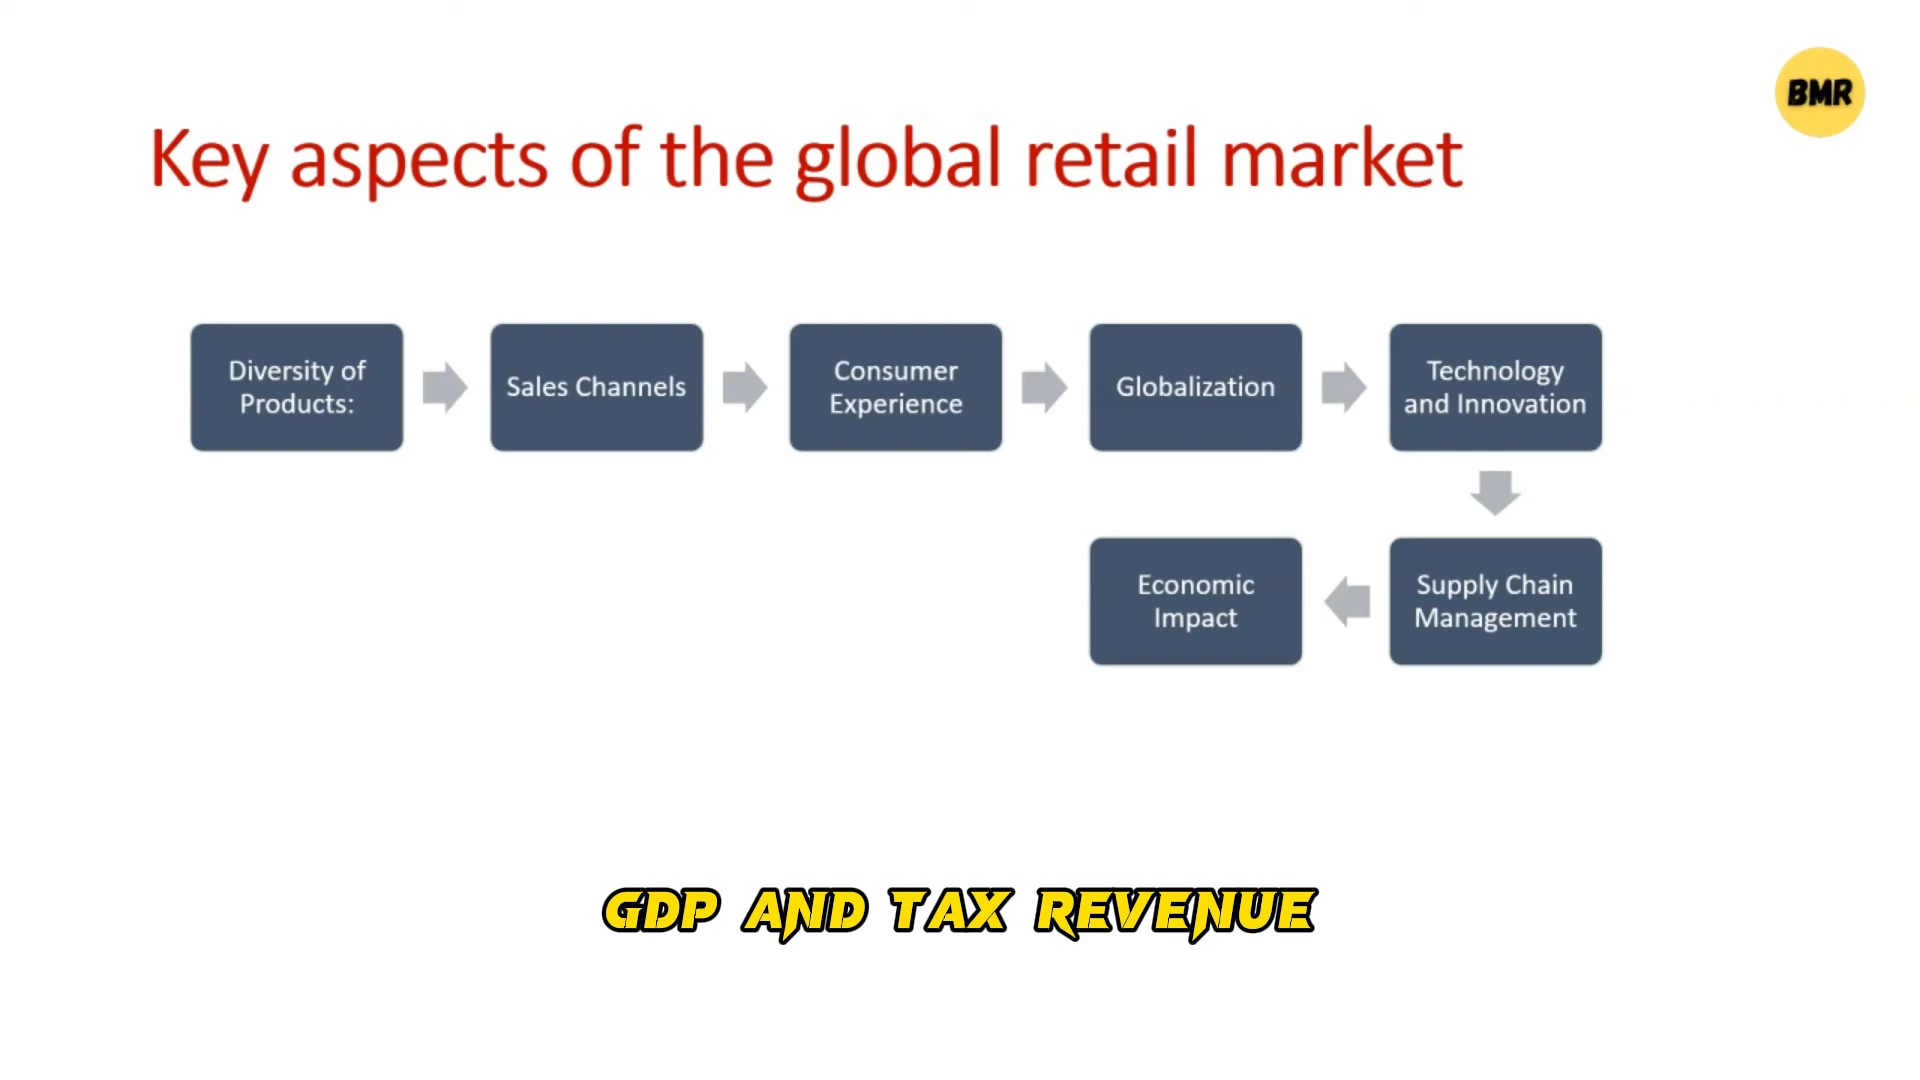 BMR
Key aspects of the global retail market
Diversity of
Products:
Sales Channels
Consumer
Experience
Globalization
Technology
and Innovation
Economic
Impact
Supply Chain
Management
GDP AND TAX REVENUE